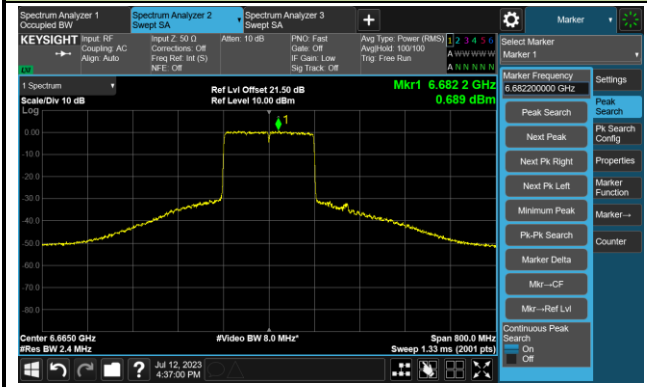 Spectrum Analyzer 1
Occupied BW
Spectrum Analyzer 2
Swept SA
Spectrum Analyzer 3
Swept SA
+
Marker
KEYSIGHT
Input: RF
Coupling: AC
Align: Auto
Input Z: 50 Ω
Corrections: Off
Freq Ref: Int (S)
NFE: Off
Atten: 10 dB
PNO: Fast
Gate: Off
IF Gain: Low
Sig Track: Off
Avg Type: Power (RMS)
Avg|Hold: 100/100
Trig: Free Run
1 2 3 4 5 6
A W W W W W
A N N N N N
Select Marker
Marker 1
1 Spectrum
Scale/Div 10 dB
Log
Ref Lvl Offset 21.50 dB
Ref Level 10.00 dBm
Mkr1 6.682 2 GHz
0.689 dBm
1
0.00
-10.0
-20.0
-30.0
-40.0
-50.0
-60.0
-70.0
-80.0
Center 6.6650 GHz
#Res BW 2.4 MHz
#Video BW 8.0 MHz*
Span 800.0 MHz
Sweep 1.33 ms (2001 pts)
Marker Frequency
6.682200000 GHz
Peak Search
Next Peak
Next Pk Right
Next Pk Left
Minimum Peak
Pk-Pk Search
Marker Delta
Mkr→CF
Mkr→Ref Lvl
Continuous Peak
Search
On
Off
Settings
Peak
Search
Pk Search
Config
Properties
Marker
Function
Marker→
Counter
?
Jul 12, 2023
4:37:00 PM